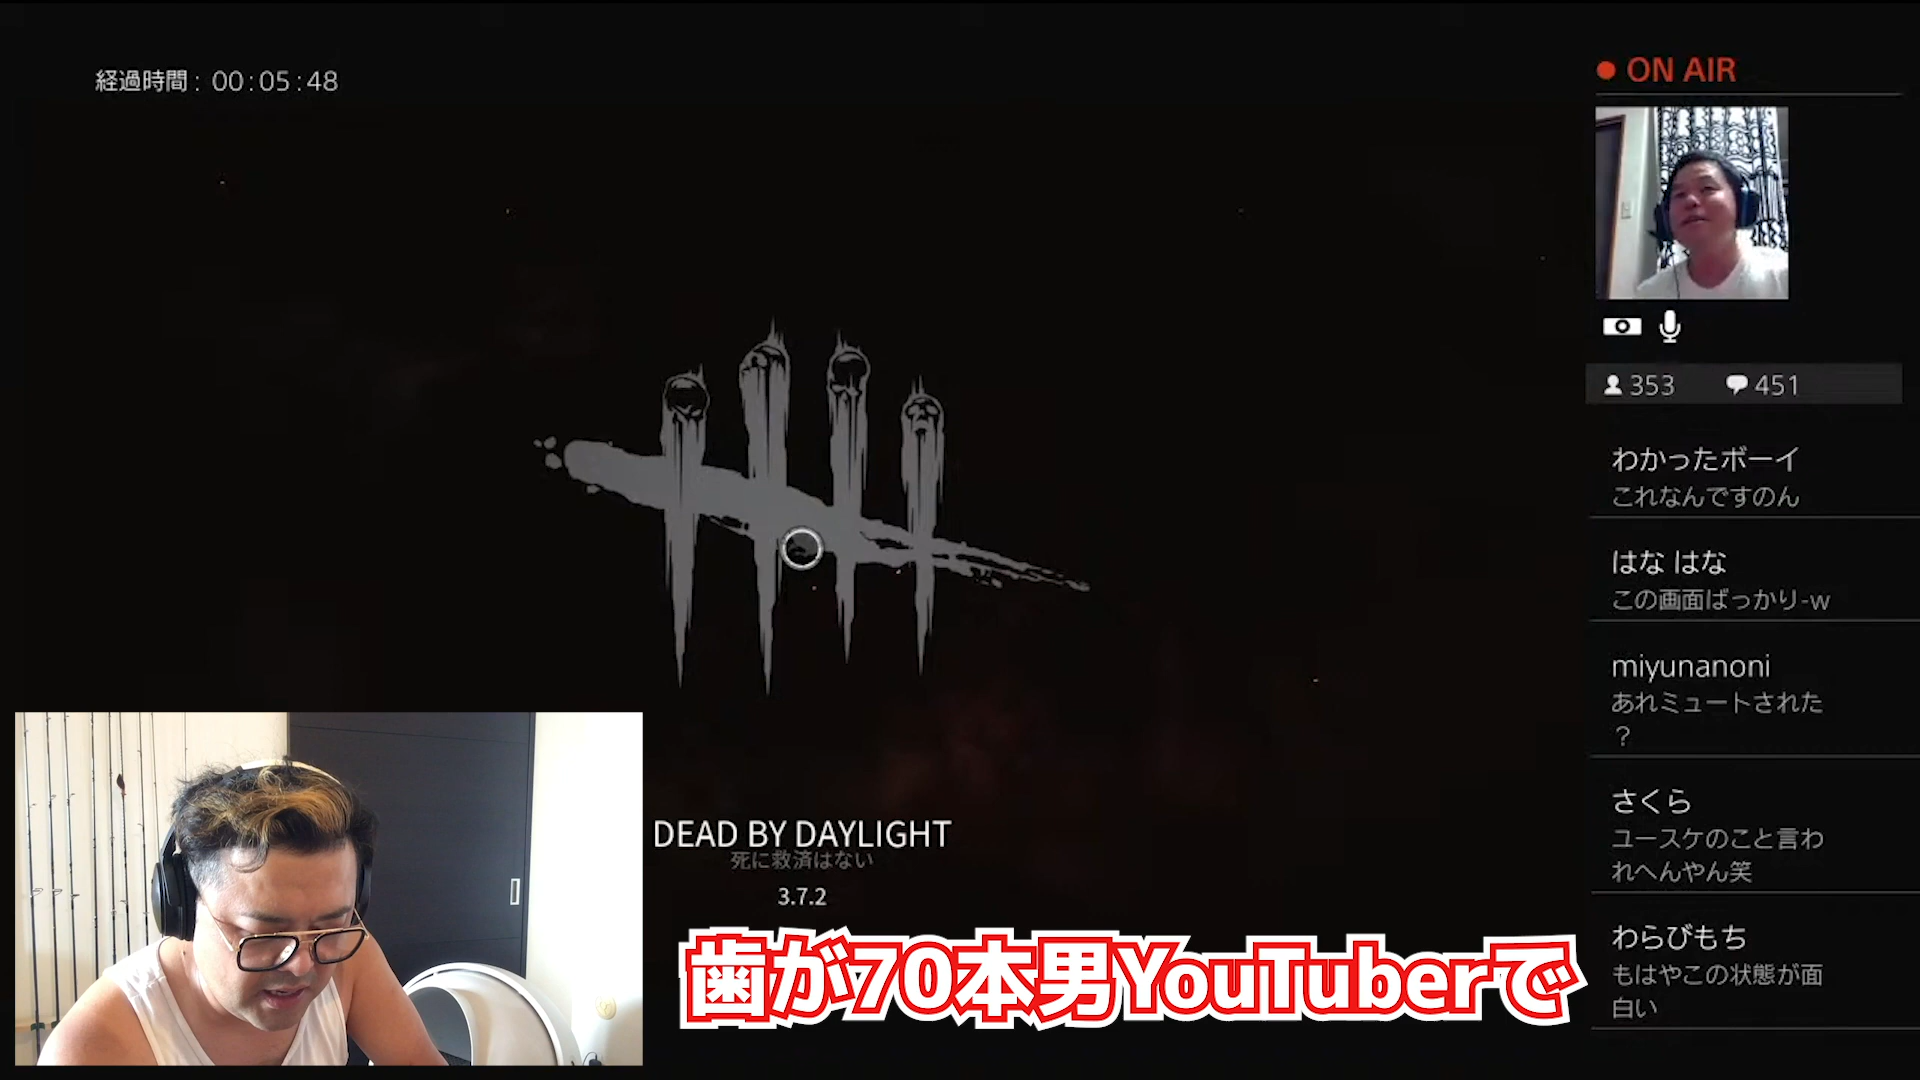 経過時間: 00:05:48
ON AIR
353 451
わかったボーイ
これなんですのん
はな はな
この画面ばっかり-w
miyunanoni
あれミュートされた
？
さくら
ユースケのこと言わ
れへんやん笑
わらびもち
もはやこの状態が面
白い
DEAD BY DAYLIGHT
死に救済はない
3.7.2
歯が70本男YouTuberで